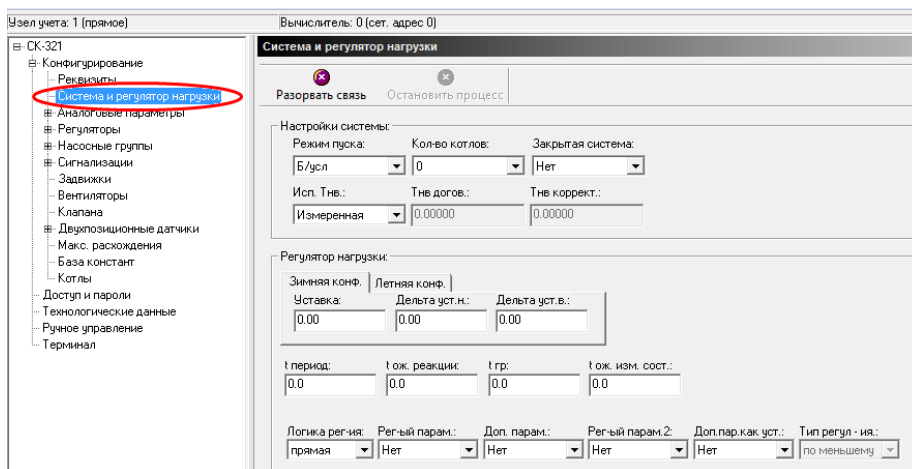 Узел учета: 1 (прямое)
Вычислитель: 0 (сет. адрес 0)
СК-321
Конфигурирование
Реквизиты
Система и регулятор нагрузки
Аналоговые параметры
Регуляторы
Насосные группы
Сигнализации
Задвижки
Вентиляторы
Клапана
Двухпозиционные датчики
Макс. расхождения
База констант
Котлы
Доступ и пароли
Технологические данные
Ручное управление
Терминал
Система и регулятор нагрузки
Разорвать связь Остановить процесс
Настройки системы:
Режим пуска: Кол-во котлов: Закрытая система:
Б/усл 0 Нет
Исп. Тнв.: Тнв догов.: Тнв коррект.:
Измеренная 0.00000 0.00000
Регулятор нагрузки:
Зимняя конф. Летняя конф.
Уставка: Дельта уст.н.: Дельта уст.в.:
0.00 0.00 0.00
t период: t ож. реакции: t гр: t ож. изм. сост.:
0.0 0.0 0.0 0.0
Логика рег-ия: Рег-ый парам.: Доп. парам.: Рег-ый парам.2: Доп.пар.как уст.: Тип регул - ия.:
прямая Нет Нет Нет Нет по меньшему